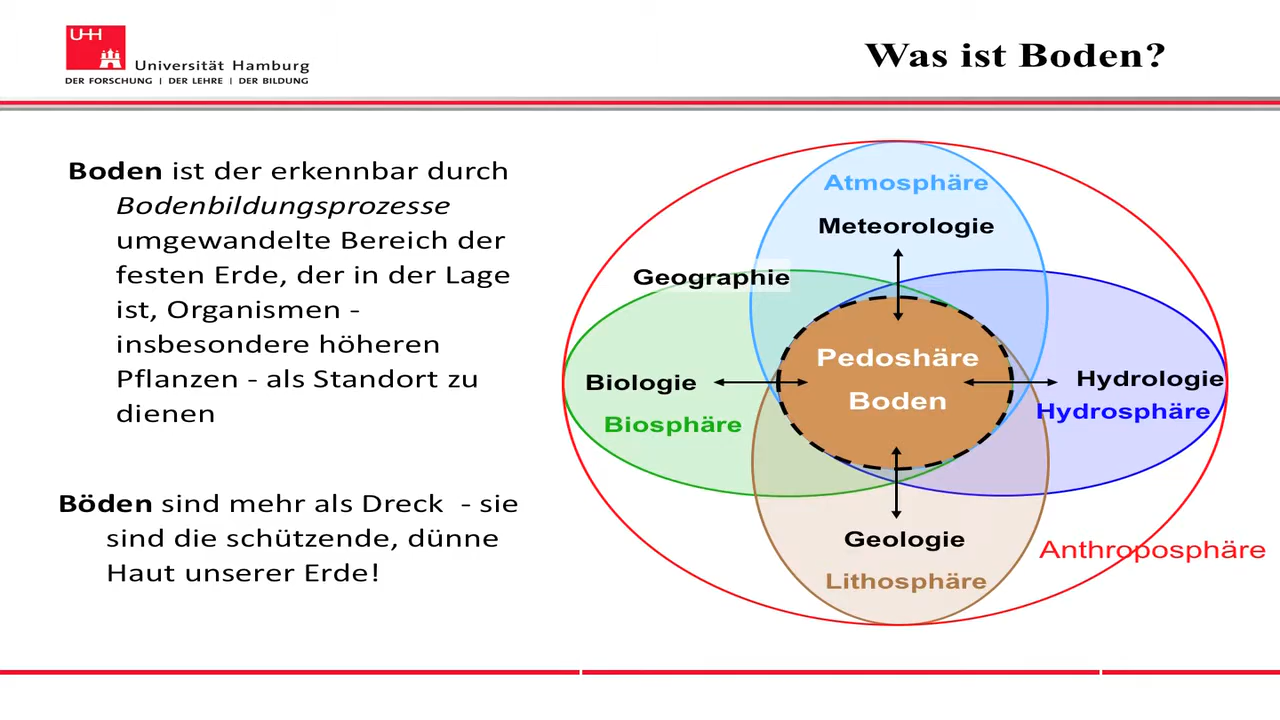 UHH
Universität Hamburg
DER FORSCHUNG | DER LEHRE | DER BILDUNG
Was ist Boden?
Boden ist der erkennbar durch
Bodenbildungsprozesse
umgewandelte Bereich der
festen Erde, der in der Lage
ist, Organismen -
insbesondere höheren
Pflanzen - als Standort zu
dienen
Böden sind mehr als Dreck - sie
sind die schützende, dünne
Haut unserer Erde!
Atmosphäre
Meteorologie
Geographie
Pedoshäre
Boden
Biologie
Biosphäre
Hydrologie
Hydrosphäre
Geologie
Lithosphäre
Anthroposphäre